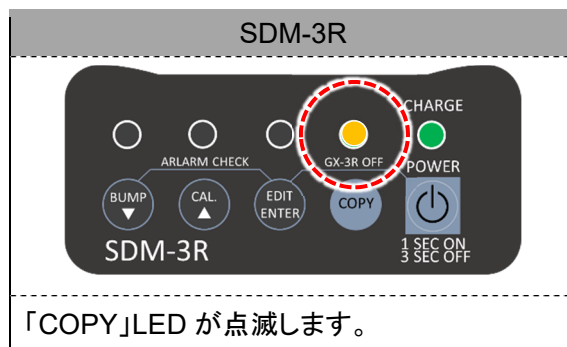 SDM-3R
CHARGE
ARLARM CHECK
GX-3R OFF
POWER
BUMP
▼
CAL.
▲
EDIT
ENTER
COPY
SDM-3R
1 SEC ON
3 SEC OFF
「COPY」LED が点滅します。